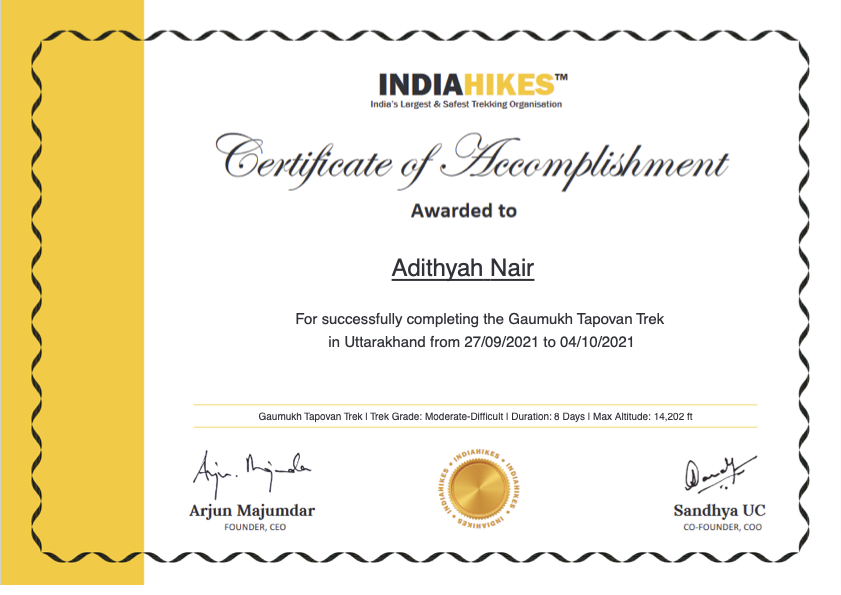 INDIAHIKES™
India's Largest & Safest Trekking Organisation
Certificate of Accomplishment
Awarded to
Adithyah Nair
For successfully completing the Gaumukh Tapovan Trek
in Uttarakhand from 27/09/2021 to 04/10/2021
Gaumukh Tapovan Trek | Trek Grade: Moderate-Difficult | Duration: 8 Days | Max Altitude: 14,202 ft
INDIAHIKES • INDIAHIKES • INDIAHIKES • INDIAHIKES •
Arjun Majumdar
FOUNDER, CEO
Sandhya UC
CO-FOUNDER, COO